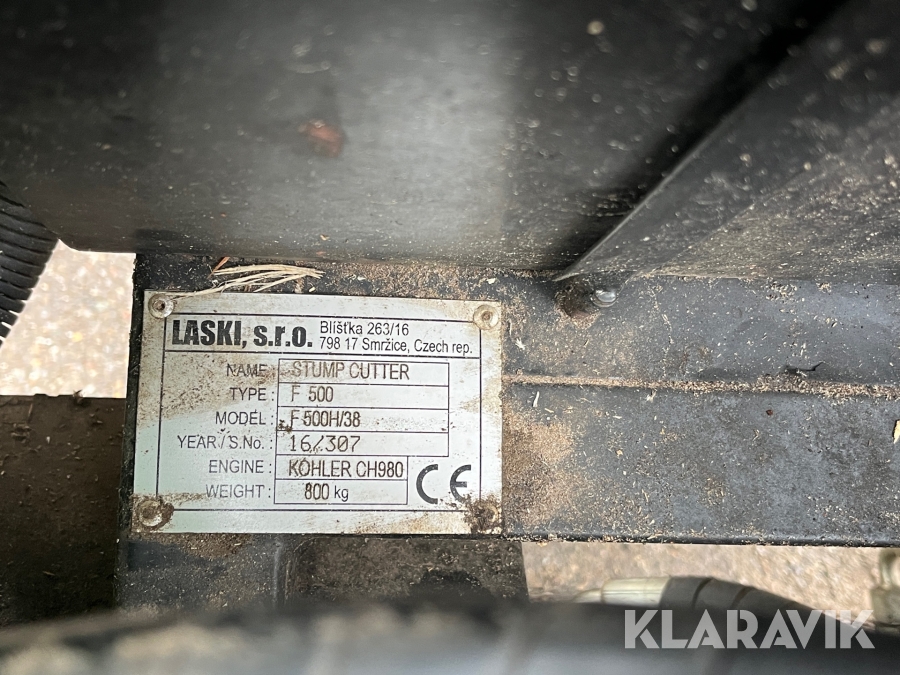 LASKI, s.r.o.
Blíšťka 263/16
798 17 Smržice, Czech rep.
NAME : STUMP CUTTER
TYPE : F 500
MODEL : F 500H/38
YEAR / S.No. : 16/307
ENGINE : KOHLER CH980
WEIGHT : 800 kg
CE
KLARAVIK